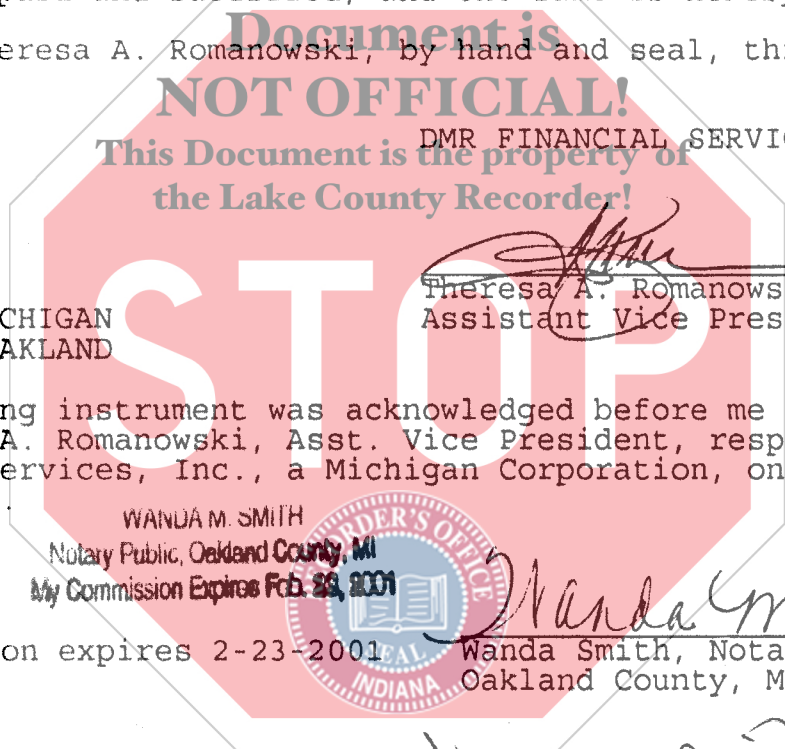 Document is
eresa A. Romanowski, by hand and seal, thi
NOT OFFICIAL!
DMR FINANCIAL SERVIC
This Document is the property of
the Lake County Recorder!
STOP
Theresa A. Romanows
CHIGAN Assistant Vice Pres
AKLAND
ng instrument was acknowledged before me
A. Romanowski, Asst. Vice President, resp
ervices, Inc., a Michigan Corporation, on
.
WANDA M. SMITH
Notary Public, Oakland County, MI
My Commission Expires Feb. 23, 2001
RECORDER'S OFFICE
SEAL
INDIANA
Wanda
on expires 2-23-2001 Wanda Smith, Nota
Oakland County, M